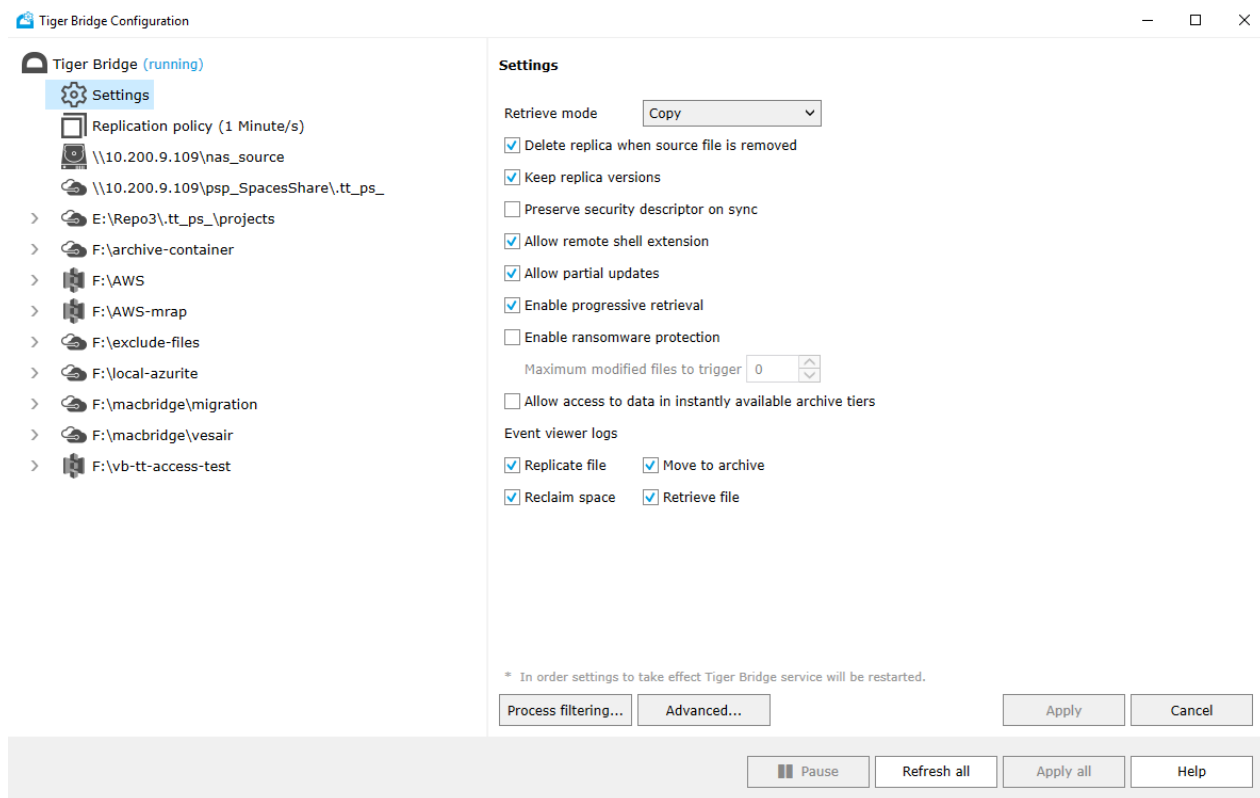 Tiger Bridge Configuration
Tiger Bridge (running)
Settings
Replication policy (1 Minute/s)
\\10.200.9.109\nas_source
\\10.200.9.109\psp_SpacesShare\.tt_ps_
E:\Repo3\.tt_ps_\projects
F:\archive-container
F:\AWS
F:\AWS-mrap
F:\exclude-files
F:\local-azurite
F:\macbridge\migration
F:\macbridge\vesair
F:\vb-tt-access-test
Settings
Retrieve mode Copy
Delete replica when source file is removed
Keep replica versions
Preserve security descriptor on sync
Allow remote shell extension
Allow partial updates
Enable progressive retrieval
Enable ransomware protection
Maximum modified files to trigger 0
Allow access to data in instantly available archive tiers
Event viewer logs
Replicate file Move to archive
Reclaim space Retrieve file
* In order settings to take effect Tiger Bridge service will be restarted.
Process filtering... Advanced... Apply Cancel
Pause Refresh all Apply all Help